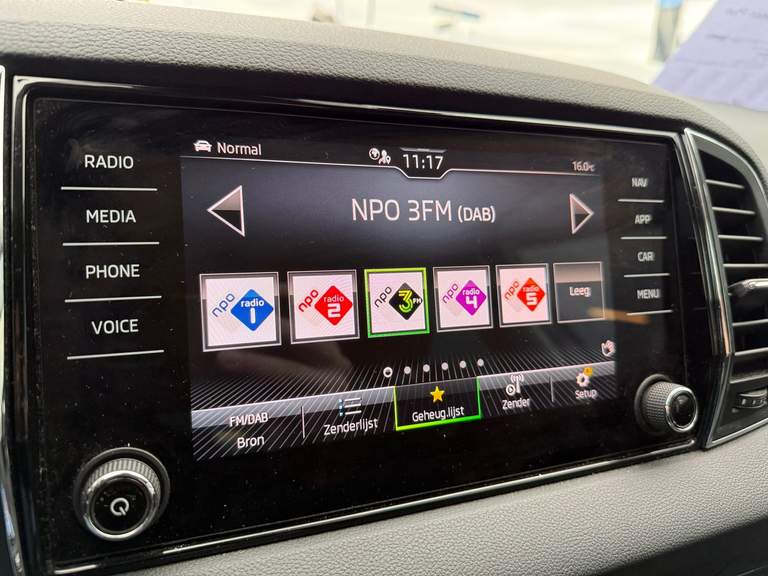 Normal
11:17
16.0°C
RADIO
MEDIA
PHONE
VOICE
NPO 3FM (DAB)
npo radio 1
npo radio 2
npo 3FM
npo radio 4
npo radio 5
Leeg
FM/DAB
Bron
Zenderlijst
Geheug.lijst
Zender
Setup
NAV
APP
CAR
MENU